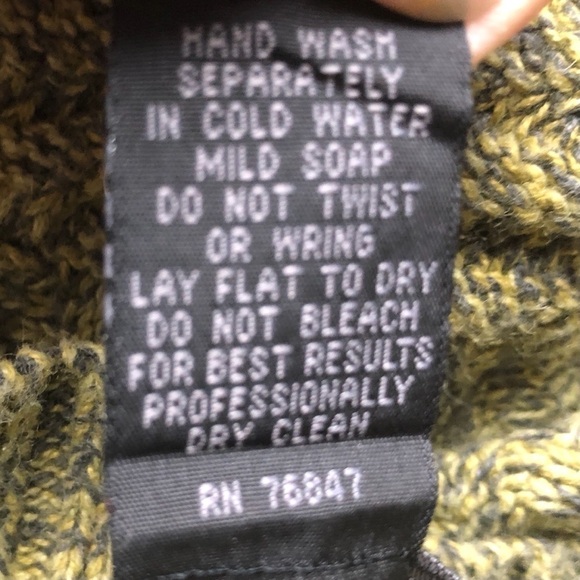 HAND WASH
SEPARATELY
IN COLD WATER
MILD SOAP
DO NOT TWIST
OR WRING
LAY FLAT TO DRY
DO NOT BLEACH
FOR BEST RESULTS
PROFESSIONALLY
DRY CLEAN
RN 76847